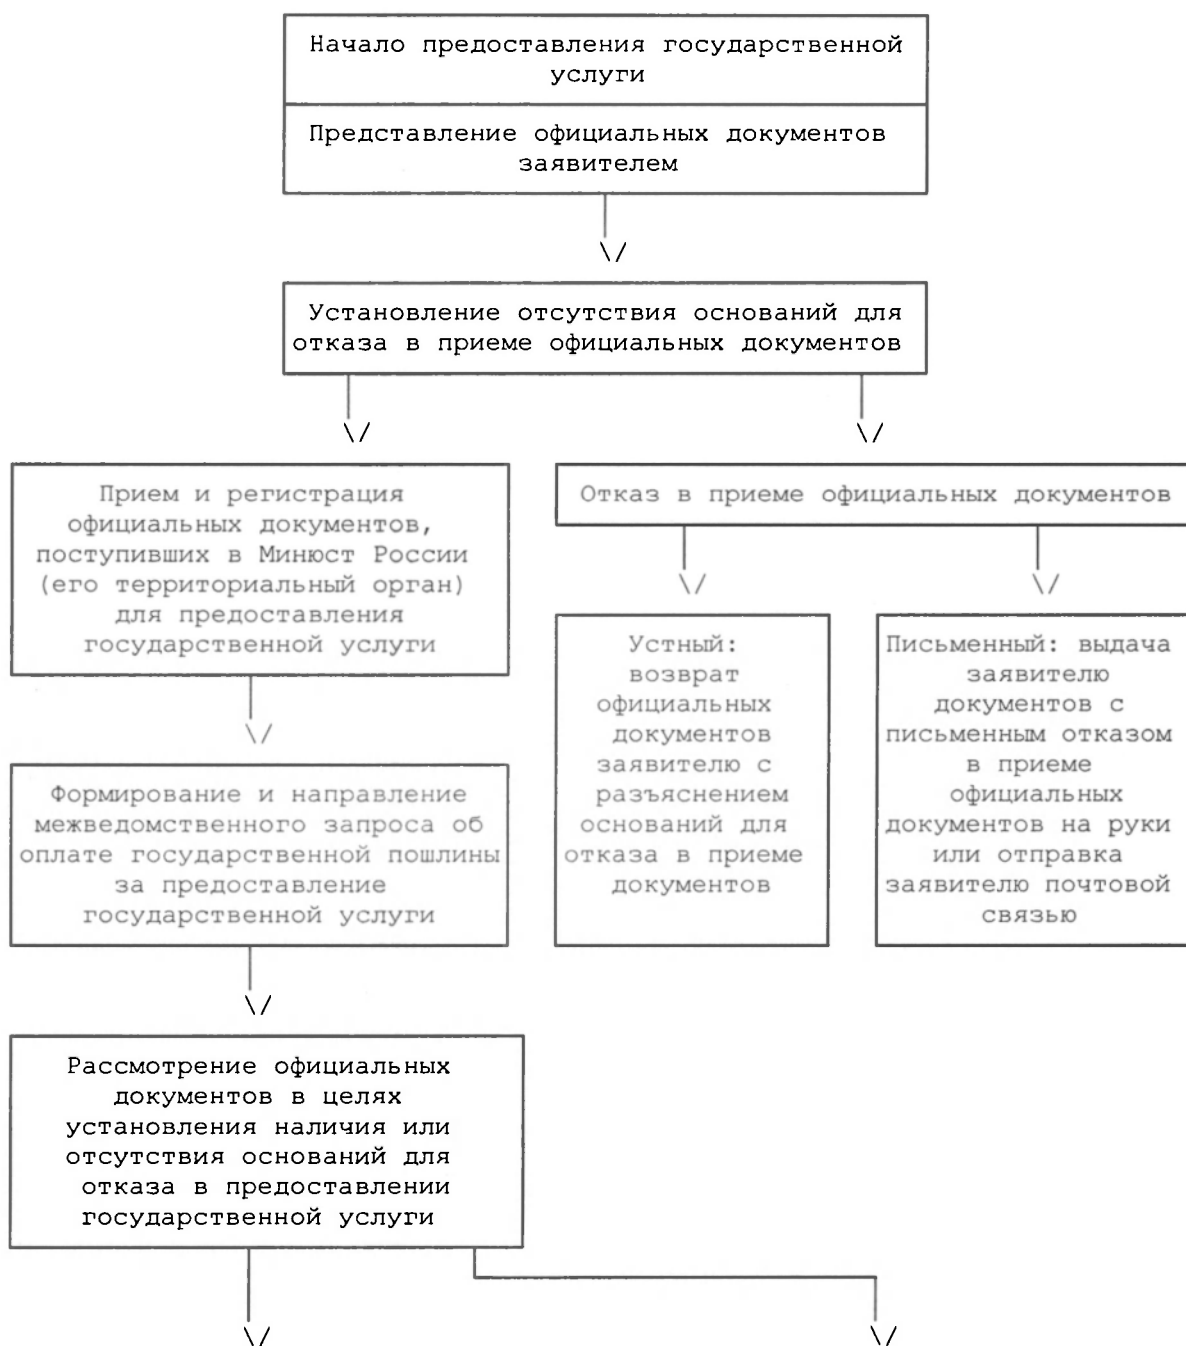 Начало предоставления государственной
услуги
Представление официальных документов
заявителем
Установление отсутствия оснований для
отказа в приеме официальных документов
Прием и регистрация
официальных документов,
поступивших в Минюст России
(его территориальный орган)
для предоставления
государственной услуги
Отказ в приеме официальных документов
Устный:
возврат
официальных
документов
заявителю с
разъяснением
оснований для
отказа в приеме
документов
Письменный: выдача
заявителю
документов с
письменным отказом
в приеме
официальных
документов на руки
или отправка
заявителю почтовой
связью
Формирование и направление
межведомственного запроса об
оплате государственной пошлины
за предоставление
государственной услуги
Рассмотрение официальных
документов в целях
установления наличия или
отсутствия оснований для
отказа в предоставлении
государственной услуги